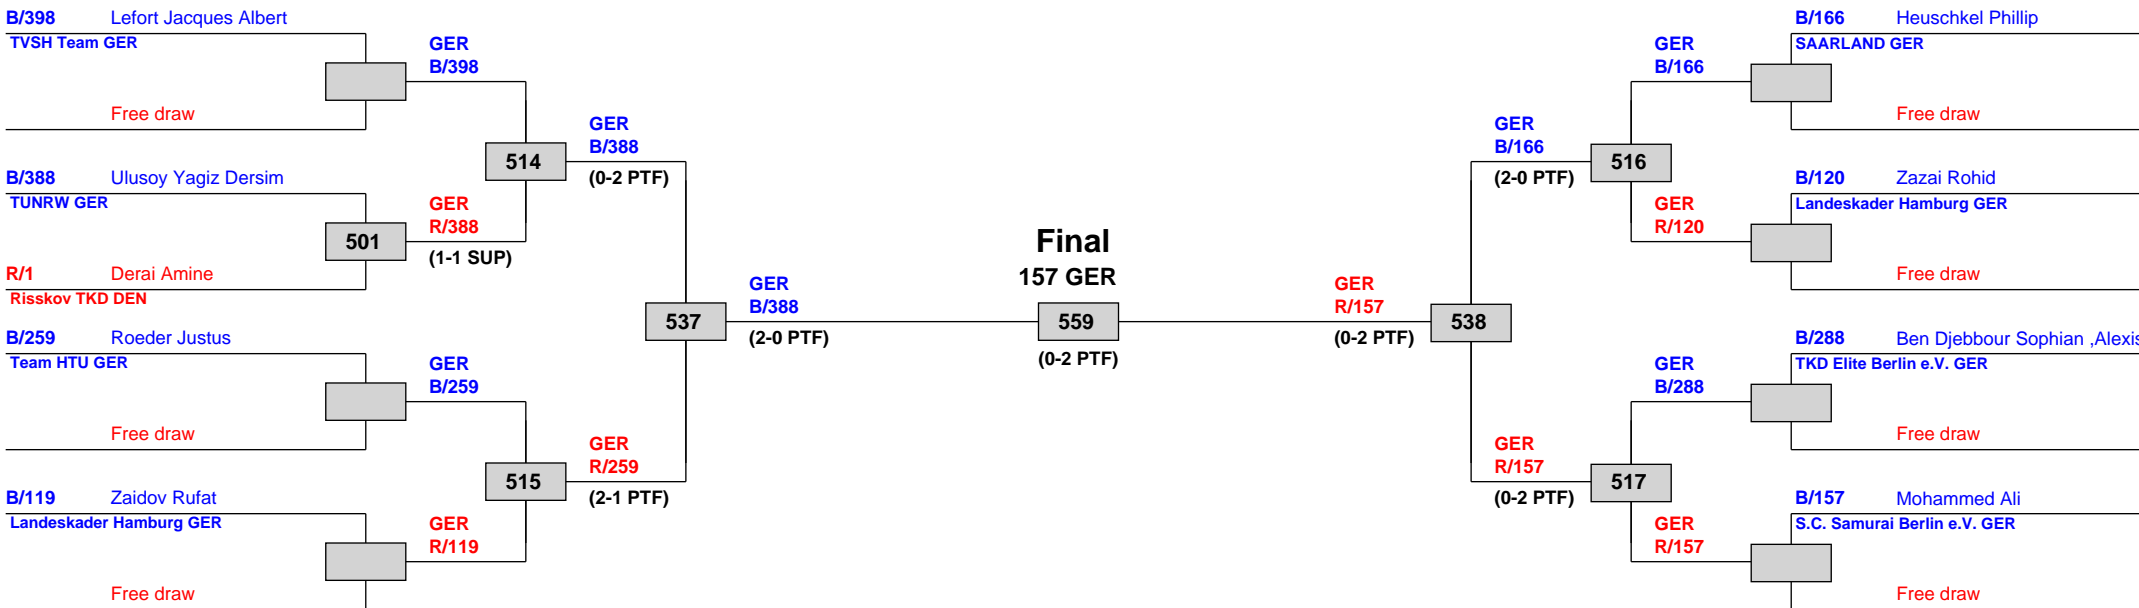 B/398 Lefort Jacques Albert
TVSH Team GER
Free draw
GER
B/398
B/388 Ulusoy Yagiz Dersim
TUNRW GER
501
R/1 Derai Amine
Risskov TKD DEN
GER
R/388
(1-1 SUP)
514
GER
B/388
(0-2 PTF)
B/259 Roeder Justus
Team HTU GER
Free draw
GER
B/259
B/119 Zaidov Rufat
Landeskader Hamburg GER
Free draw
GER
R/119
515
GER
R/259
(2-1 PTF)
537
GER
B/388
(2-0 PTF)
Final
157 GER
559
(0-2 PTF)
GER
R/157
(0-2 PTF)
538
GER
B/166
(2-0 PTF)
516
GER
B/166
B/166 Heuschkel Phillip
SAARLAND GER
Free draw
GER
R/120
B/120 Zazai Rohid
Landeskader Hamburg GER
Free draw
GER
R/157
(0-2 PTF)
517
GER
B/288
B/288 Ben Djebbour Sophian ,Alexis
TKD Elite Berlin e.V. GER
Free draw
GER
R/157
B/157 Mohammed Ali
S.C. Samurai Berlin e.V. GER
Free draw